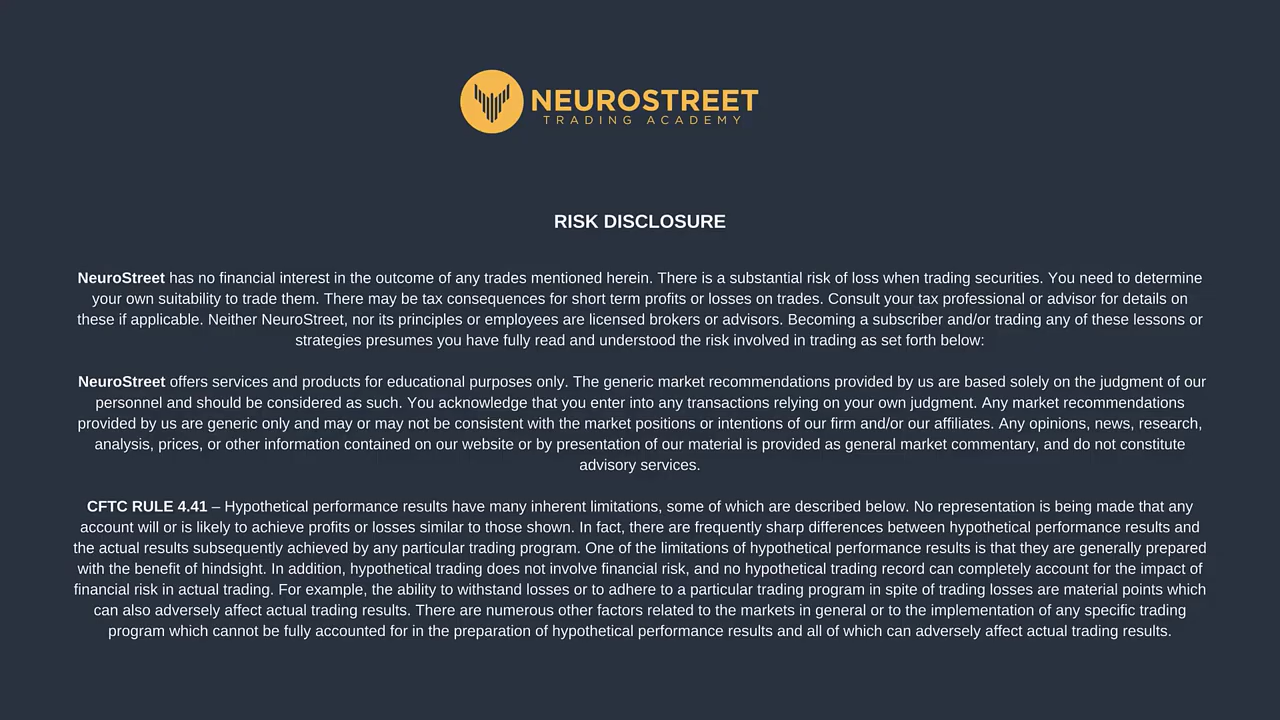 NEUROSTREET
TRADING ACADEMY
RISK DISCLOSURE
NeuroStreet has no financial interest in the outcome of any trades mentioned herein. There is a substantial risk of loss when trading securities. You need to determine
your own suitability to trade them. There may be tax consequences for short term profits or losses on trades. Consult your tax professional or advisor for details on
these if applicable. Neither NeuroStreet, nor its principles or employees are licensed brokers or advisors. Becoming a subscriber and/or trading any of these lessons or
strategies presumes you have fully read and understood the risk involved in trading as set forth below:
NeuroStreet offers services and products for educational purposes only. The generic market recommendations provided by us are based solely on the judgment of our
personnel and should be considered as such. You acknowledge that you enter into any transactions relying on your own judgment. Any market recommendations
provided by us are generic only and may or may not be consistent with the market positions or intentions of our firm and/or our affiliates. Any opinions, news, research,
analysis, prices, or other information contained on our website or by presentation of our material is provided as general market commentary, and do not constitute
advisory services.
CFTC RULE 4.41 – Hypothetical performance results have many inherent limitations, some of which are described below. No representation is being made that any
account will or is likely to achieve profits or losses similar to those shown. In fact, there are frequently sharp differences between hypothetical performance results and
the actual results subsequently achieved by any particular trading program. One of the limitations of hypothetical performance results is that they are generally prepared
with the benefit of hindsight. In addition, hypothetical trading does not involve financial risk, and no hypothetical trading record can completely account for the impact of
financial risk in actual trading. For example, the ability to withstand losses or to adhere to a particular trading program in spite of trading losses are material points which
can also adversely affect actual trading results. There are numerous other factors related to the markets in general or to the implementation of any specific trading
program which cannot be fully accounted for in the preparation of hypothetical performance results and all of which can adversely affect actual trading results.